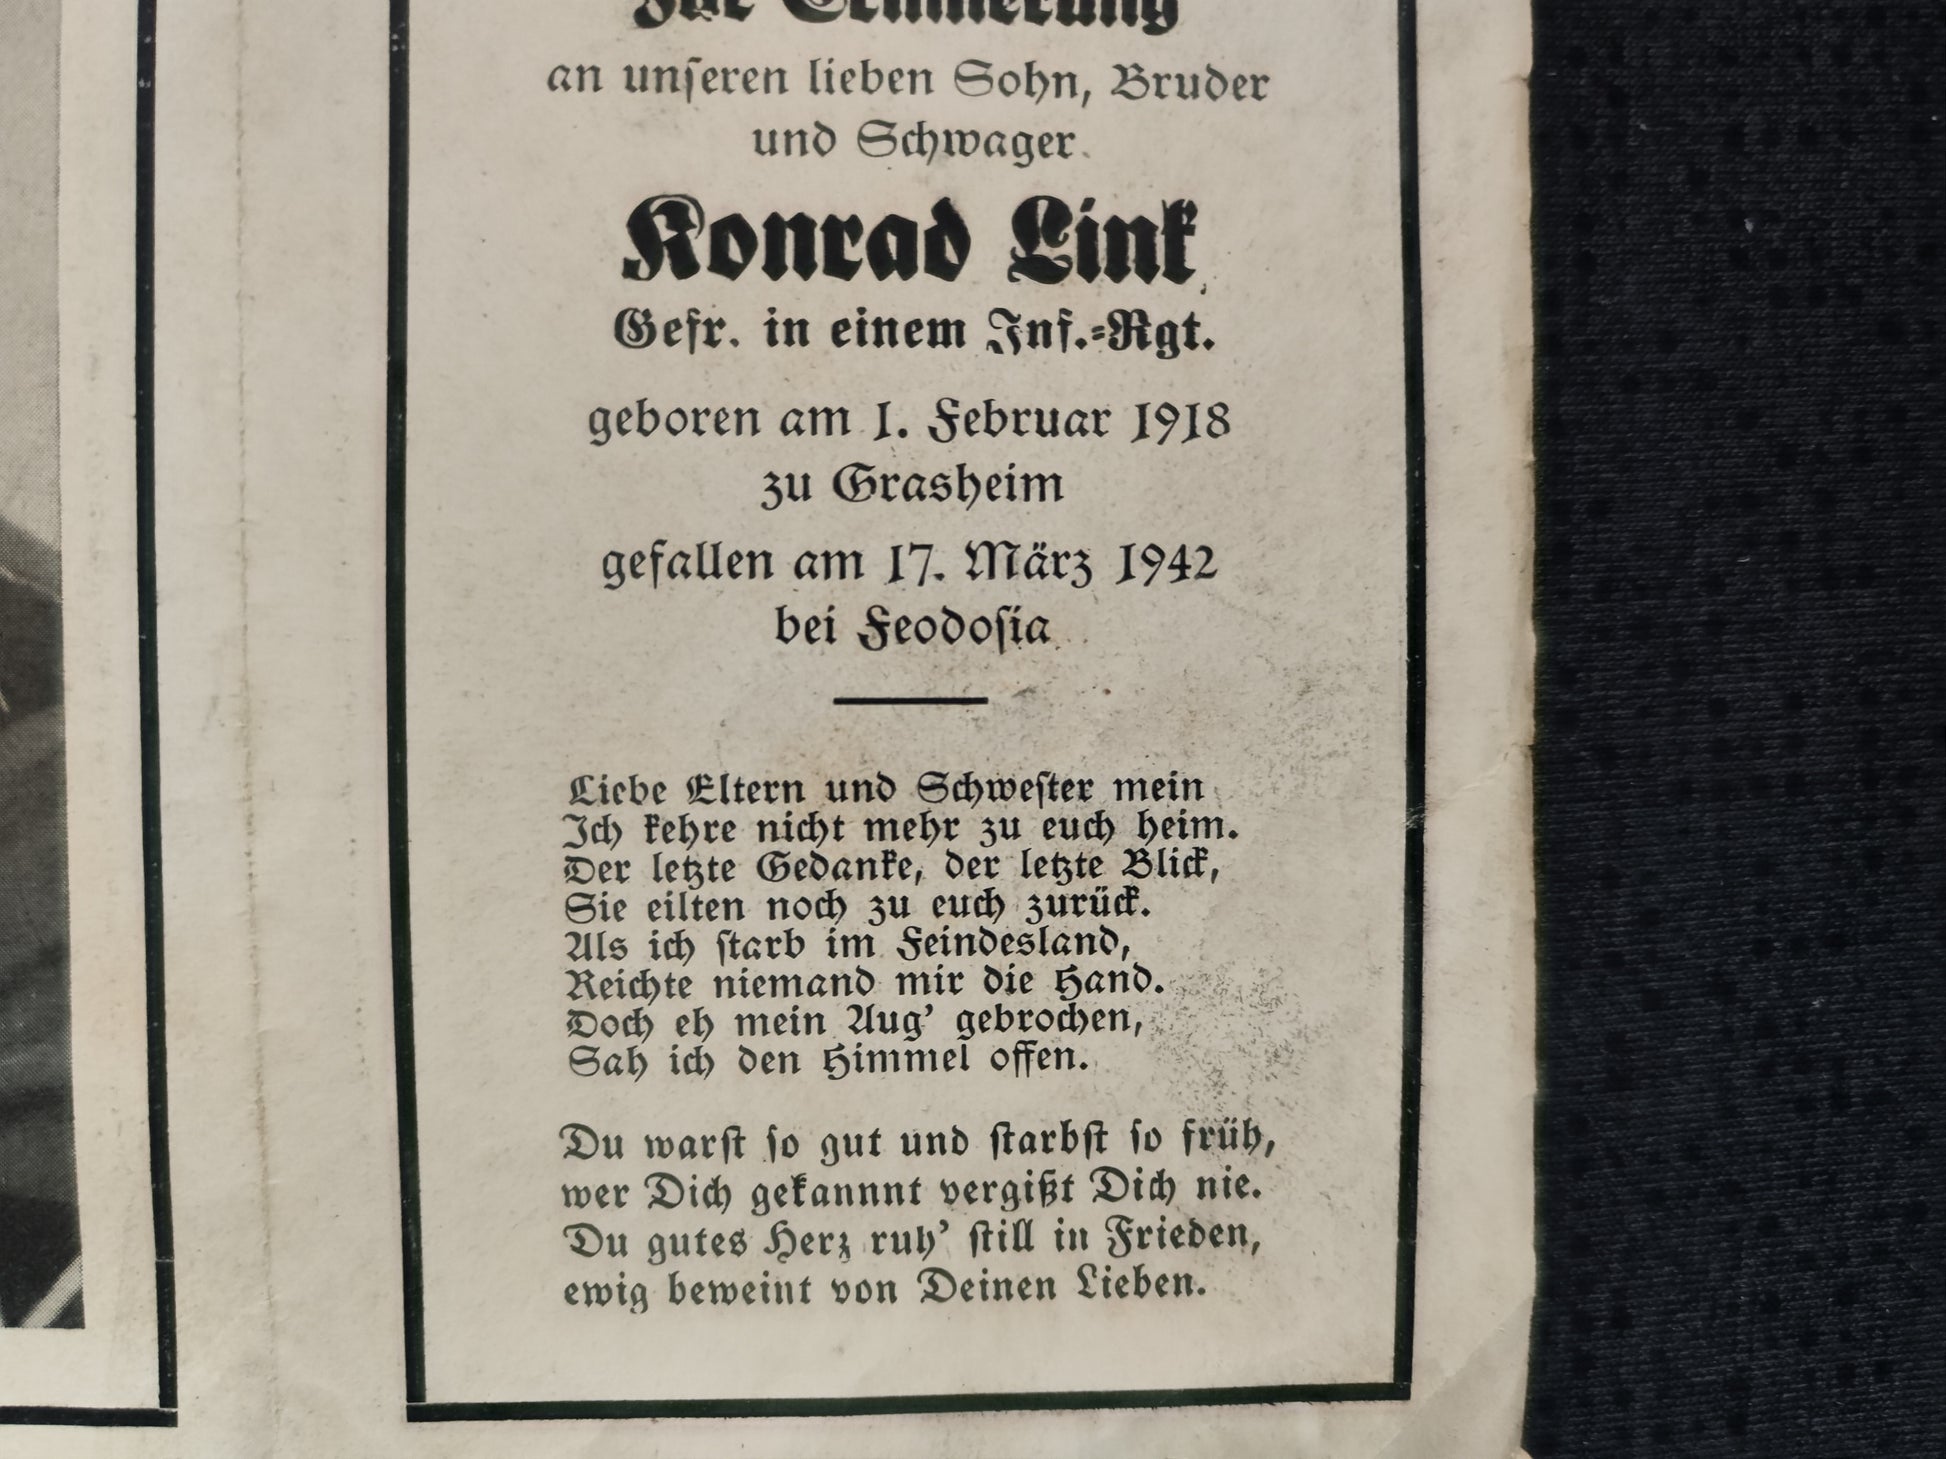 Zur Erinnerung
an unseren lieben Sohn, Bruder
und Schwager.
Konrad Link
Gefr. in einem Inf.-Rgt.
geboren am 1. Februar 1918
zu Grasheim
gefallen am 17. März 1942
bei Feodosia
Liebe Eltern und Schwester mein
Ich kehre nicht mehr zu euch heim.
Der letzte Gedanke, der letzte Blick,
Sie eilten noch zu euch zurück.
Als ich starb im Feindesland,
Reichte niemand mir die Hand.
Doch eh mein Aug' gebrochen,
Sah ich den Himmel offen.
Du warst so gut und starbst so früh,
wer Dich gekannnt vergißt Dich nie.
Du gutes Herz ruh' still in Frieden,
ewig beweint von Deinen Lieben.